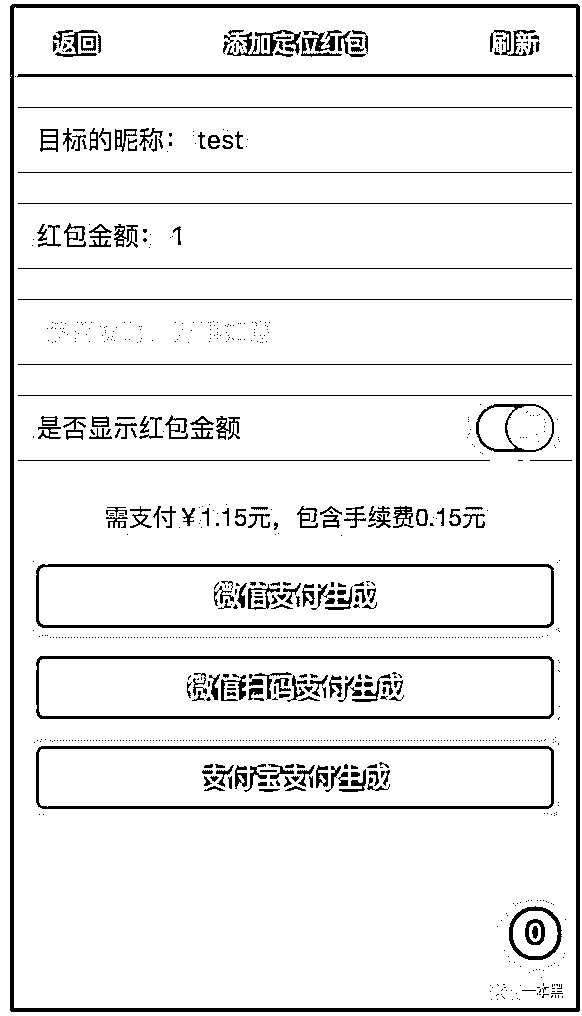 返回 添加定位红包 刷新
目标的昵称： test
红包金额： 1
是否显示红包金额
需支付￥1.15元，包含手续费0.15元
微信支付生成
微信扫码支付生成
支付宝支付生成
0
一本黑